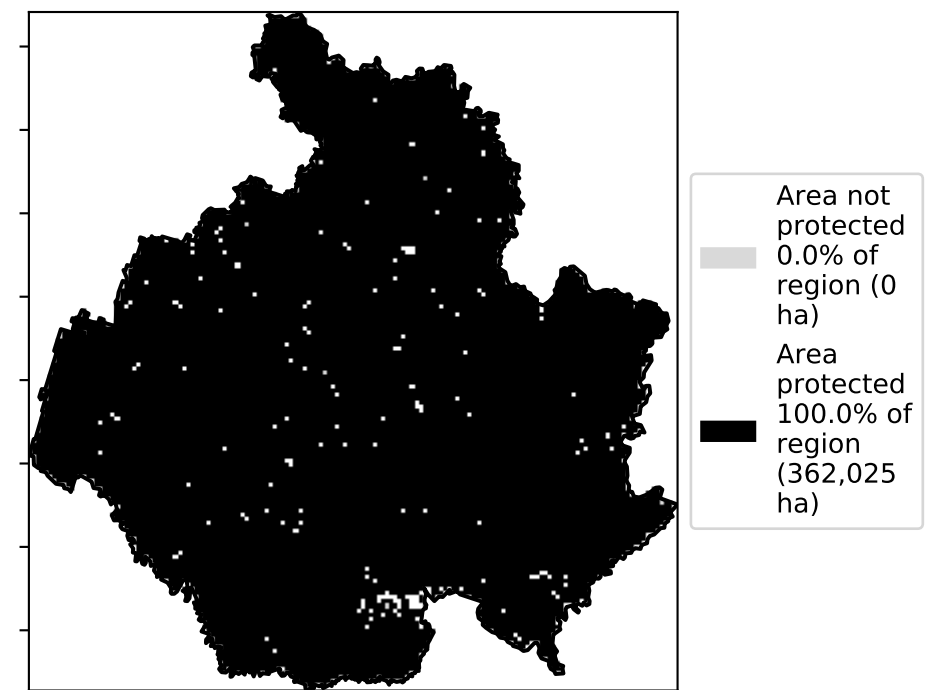 Area not
protected
0.0% of
region (0
ha)
Area
protected
100.0% of
region
(362,025
ha)